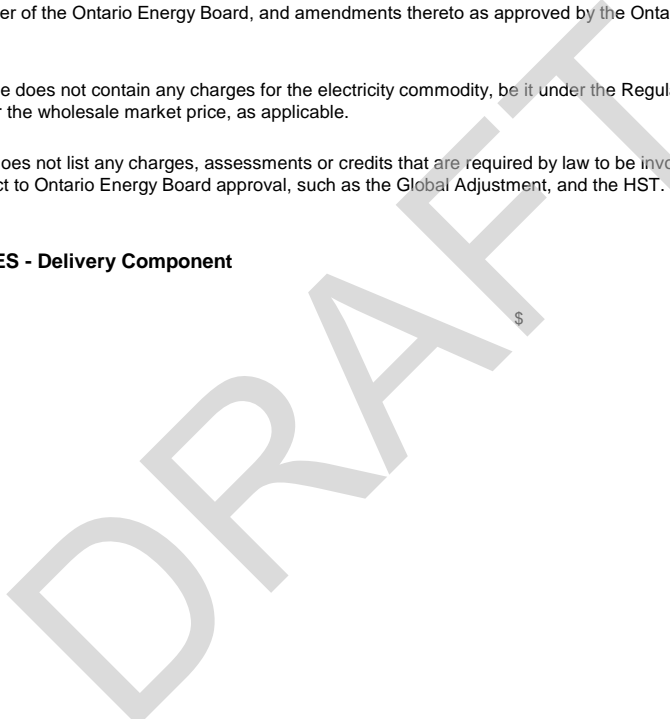 er of the Ontario Energy Board, and amendments thereto as approved by the Onta
e does not contain any charges for the electricity commodity, be it under the Regul
r the wholesale market price, as applicable.
oes not list any charges, assessments or credits that are required by law to be invo
ct to Ontario Energy Board approval, such as the Global Adjustment, and the HST.
ES - Delivery Component
$
DRAFT